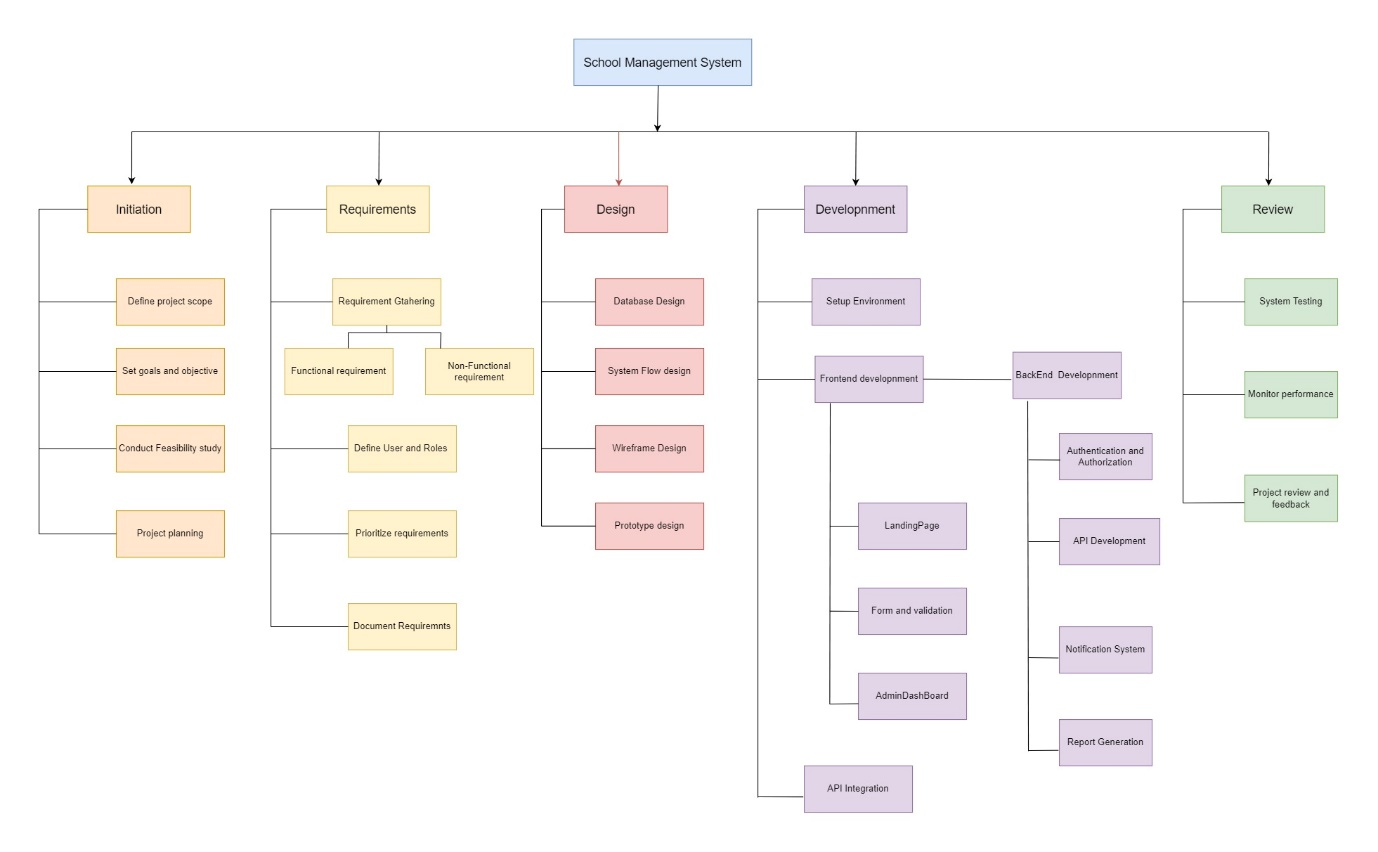 School Management System
Initiation
Requirements
Design
Developnment
Review
Define project scope
Set goals and objective
Conduct Feasibility study
Project planning
Requirement Gtahering
Functional requirement
Non-Functional
requirement
Define User and Roles
Prioritize requirements
Document Requiremnts
Database Design
System Flow design
Wireframe Design
Prototype design
Setup Environment
Frontend developnment
LandingPage
Form and validation
AdminDashBoard
BackEnd  Developnment
Authentication and
Authorization
API Development
Notification System
Report Generation
API Integration
System Testing
Monitor performance
Project review and
feedback